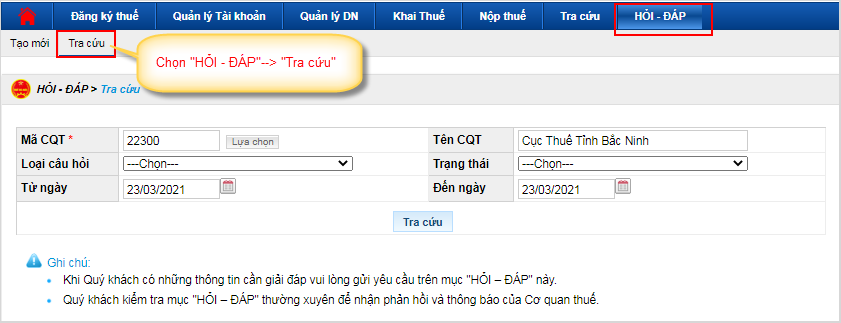 Đăng ký thuế Quản lý Tài khoản Quản lý DN Khai Thuế Nộp thuế Tra cứu HỎI - ĐÁP
Tạo mới Tra cứu
Chọn "HỎI - ĐÁP"--> "Tra cứu"
HỎI - ĐÁP > Tra cứu
Mã CQT * 22300 Lựa chọn Tên CQT Cục Thuế Tỉnh Bắc Ninh
Loại câu hỏi ---Chọn--- Trạng thái ---Chọn---
Từ ngày 23/03/2021 Đến ngày 23/03/2021
Tra cứu
Ghi chú:
Khi Quý khách có những thông tin cần giải đáp vui lòng gửi yêu cầu trên mục "HỎI – ĐÁP" này.
Quý khách kiểm tra mục "HỎI – ĐÁP" thường xuyên để nhận phản hồi và thông báo của Cơ quan thuế.